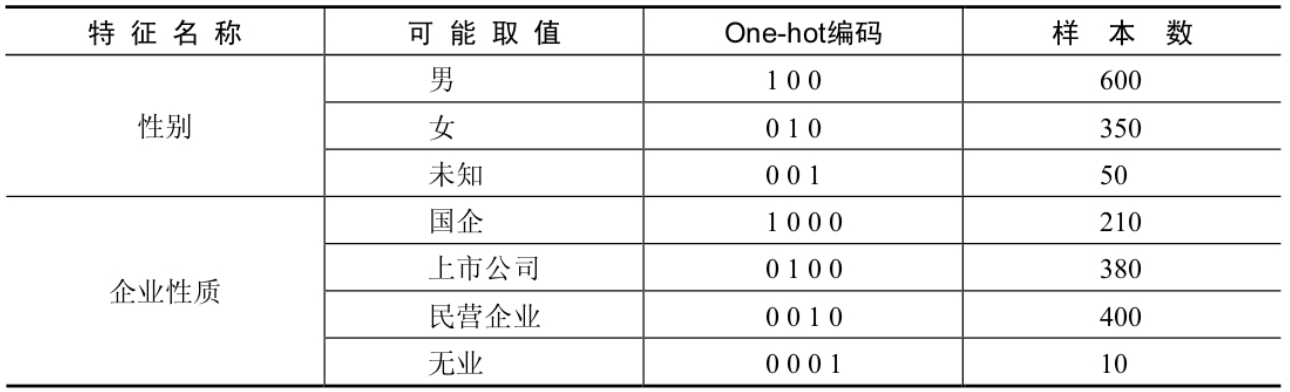 特征名称 可能取值 One-hot编码 样本数
男 1 0 0 600
性别 女 0 1 0 350
未知 0 0 1 50
国企 1 0 0 0 210
上市公司 0 1 0 0 380
企业性质
民营企业 0 0 1 0 400
无业 0 0 0 1 10